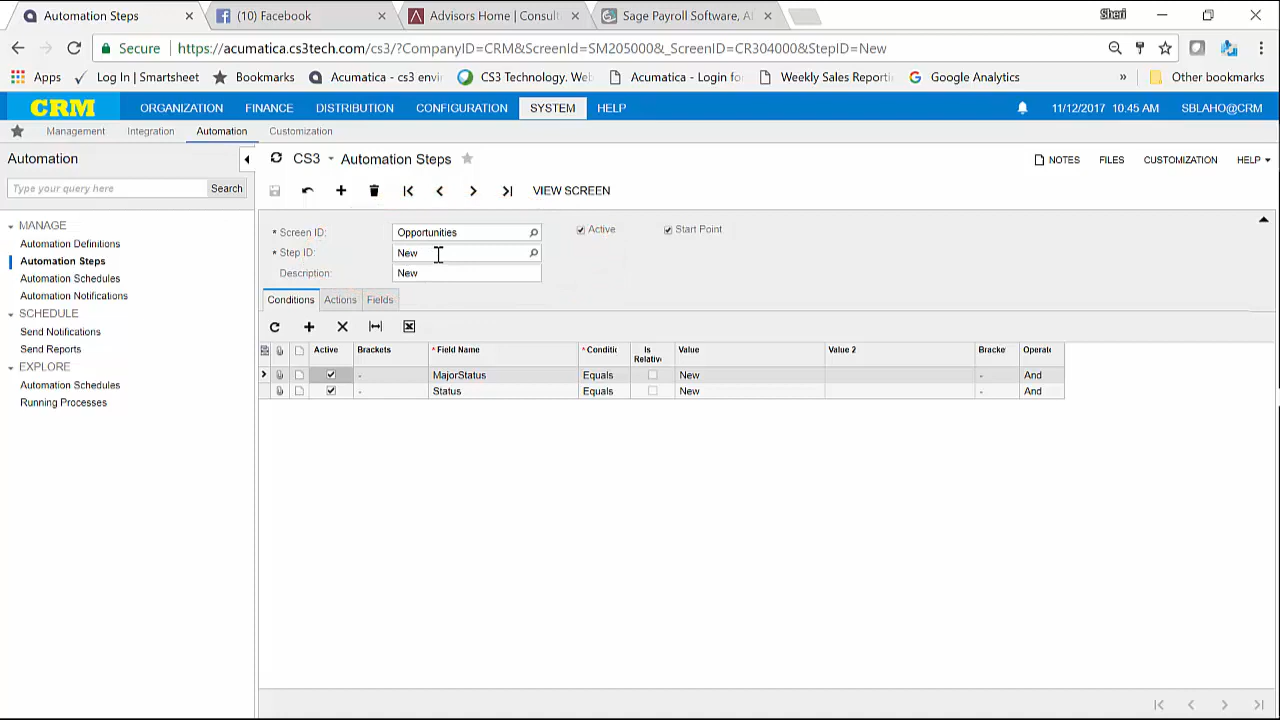 Automation Steps
(10) Facebook
Advisors Home | Consult
Sage Payroll Software, A
Sheri
Secure
https://acumatica.cs3tech.com/cs3/?CompanyID=CRM&ScreenId=SM205000&_ScreenID=CR304000&StepID=New
Apps
Log In | Smartsheet
Bookmarks
Acumatica - cs3 envi
CS3 Technology. Web
Acumatica - Login for
Weekly Sales Report
Google Analytics
»
Other bookmarks
CRM
ORGANIZATION
FINANCE
DISTRIBUTION
CONFIGURATION
SYSTEM
HELP
11/12/2017 10:45 AM
SBLAHO@CRM
Management
Integration
Automation
Customization
Automation
CS3
Automation Steps
NOTES
FILES
CUSTOMIZATION
HELP
Type your query here
Search
VIEW SCREEN
MANAGE
Automation Definitions
Automation Steps
Automation Schedules
Automation Notifications
SCHEDULE
Send Notifications
Send Reports
EXPLORE
Automation Schedules
Running Processes
* Screen ID: Opportunities
Active
Start Point
* Step ID: New
Description: New
Conditions
Actions
Fields
Active Brackets * Field Name * Conditic Is Relative Value Value 2 Bracke Operato
- MajorStatus Equals New - And
- Status Equals New - And